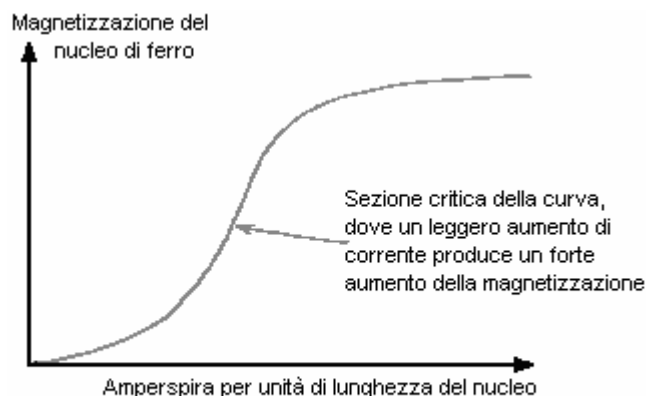 Magnetizzazione del
nucleo di ferro
Sezione critica della curva,
dove un leggero aumento di
corrente produce un forte
aumento della magnetizzazione
Amperspira per unità di lunghezza del nucleo